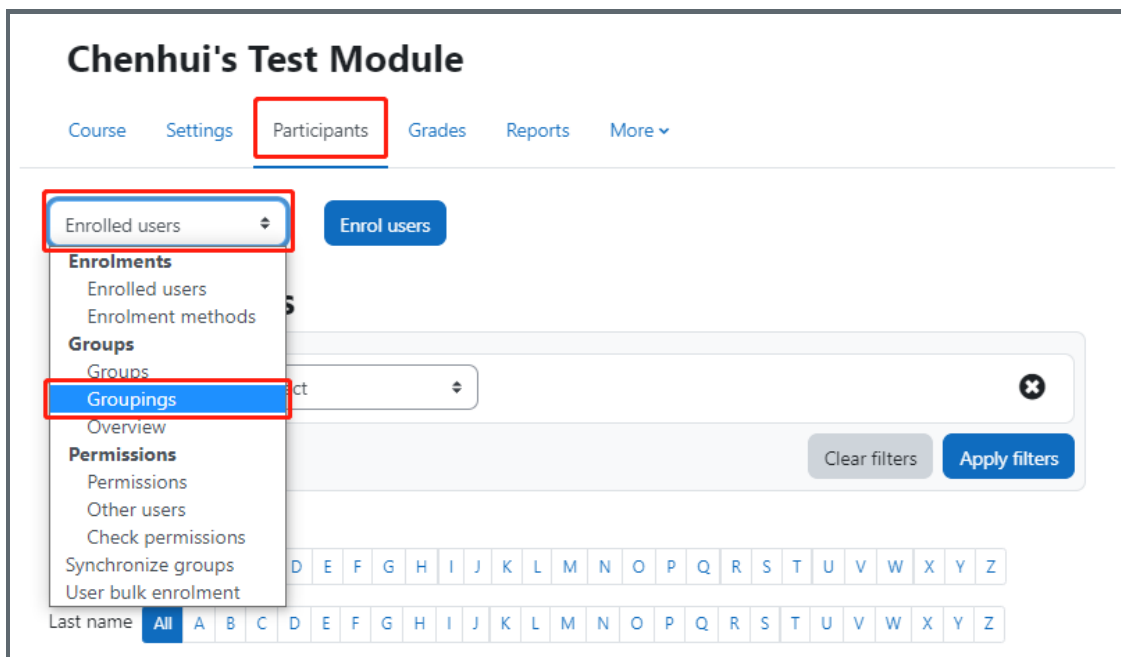 Chenhui's Test Module
Course Settings Participants Grades Reports More
Enrolled users Enrol users
Enrolments
Enrolled users
Enrolment methods
Groups
Groups
Groupings
Overview
Permissions
Permissions
Other users
Check permissions
Synchronize groups
User bulk enrolment
Clear filters Apply filters
D E F G H I J K L M N O P Q R S T U V W X Y Z
Last name All A B C D E F G H I J K L M N O P Q R S T U V W X Y Z